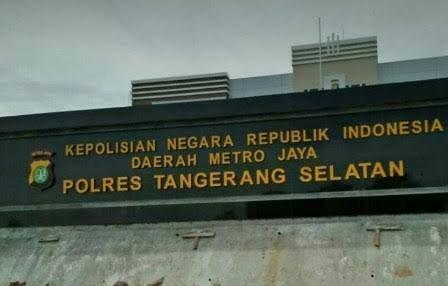 KEPOLISIAN NEGARA REPUBLIK INDONESIA
DAERAH METRO JAYA
POLRES TANGERANG SELATAN